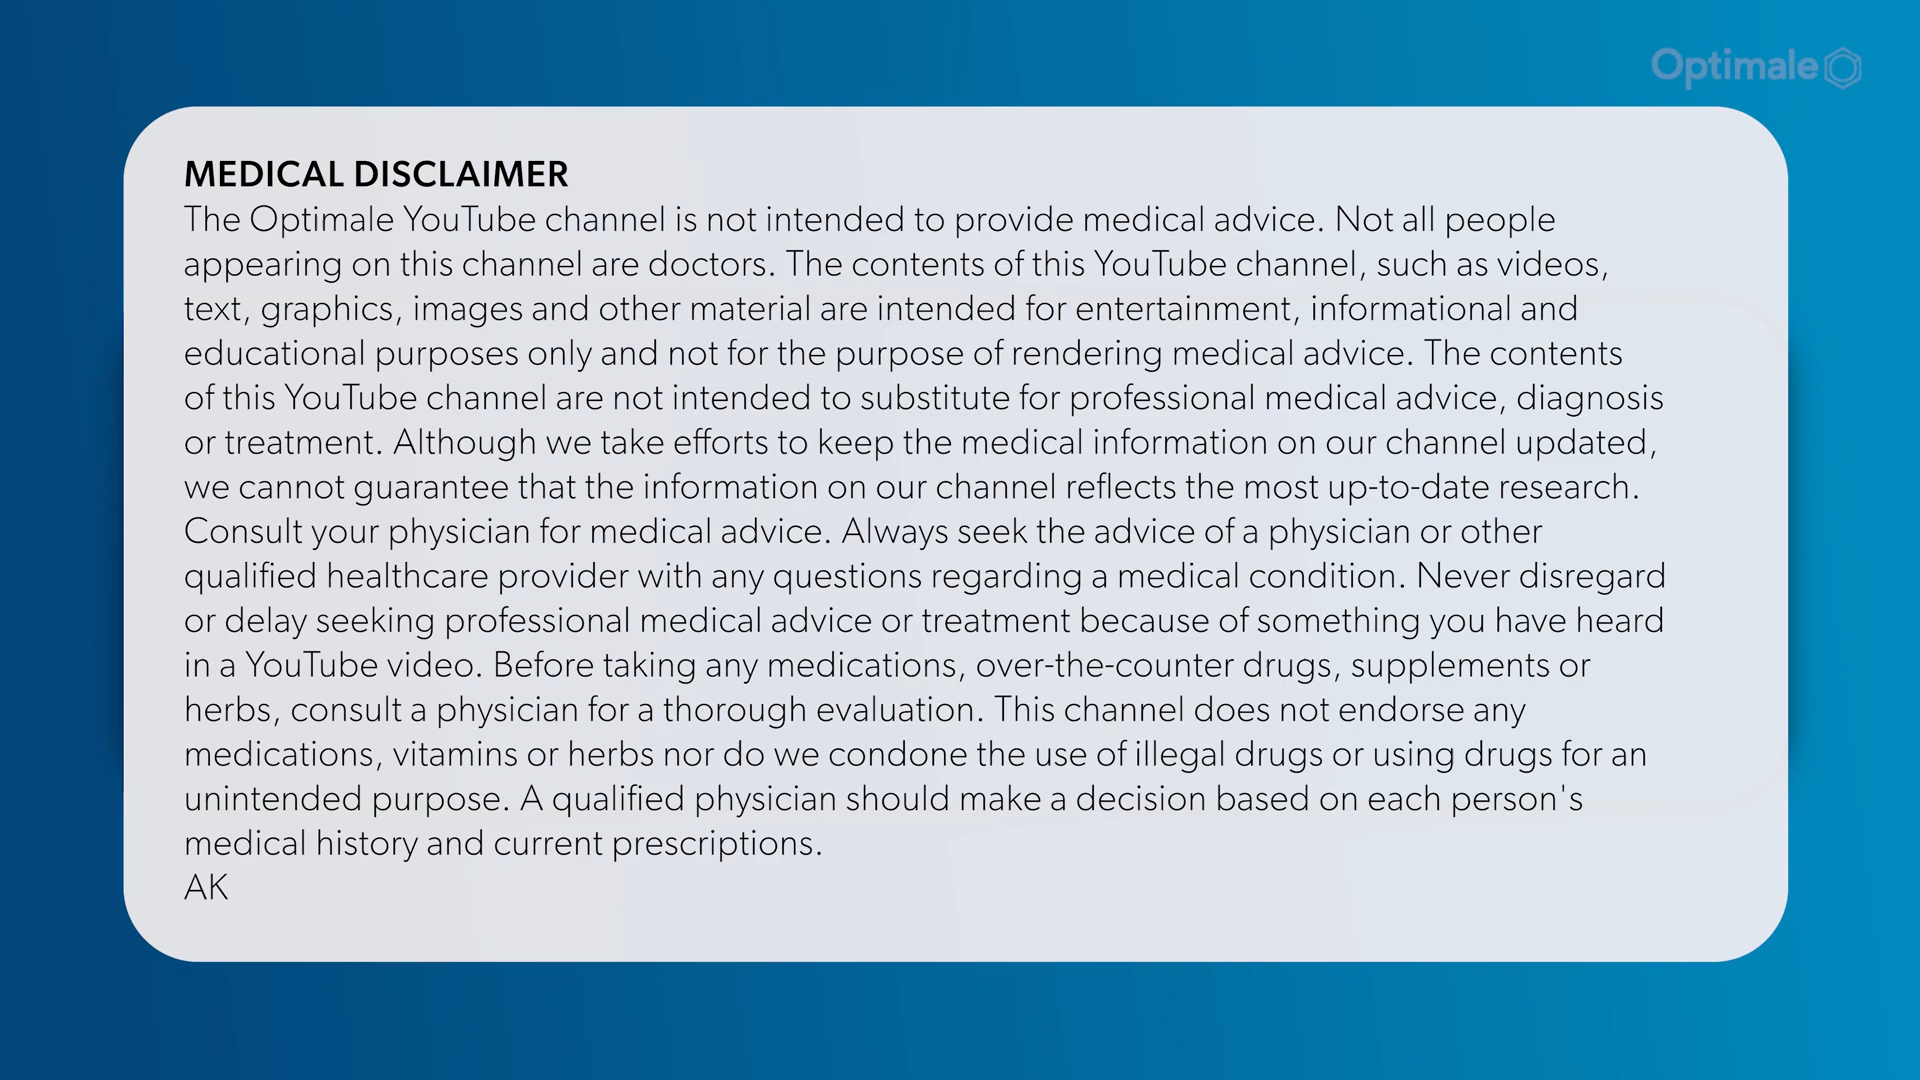 Optimale
MEDICAL DISCLAIMER
The Optimale YouTube channel is not intended to provide medical advice. Not all people
appearing on this channel are doctors. The contents of this YouTube channel, such as videos,
text, graphics, images and other material are intended for entertainment, informational and
educational purposes only and not for the purpose of rendering medical advice. The contents
of this YouTube channel are not intended to substitute for professional medical advice, diagnosis
or treatment. Although we take efforts to keep the medical information on our channel updated,
we cannot guarantee that the information on our channel reflects the most up-to-date research.
Consult your physician for medical advice. Always seek the advice of a physician or other
qualified healthcare provider with any questions regarding a medical condition. Never disregard
or delay seeking professional medical advice or treatment because of something you have heard
in a YouTube video. Before taking any medications, over-the-counter drugs, supplements or
herbs, consult a physician for a thorough evaluation. This channel does not endorse any
medications, vitamins or herbs nor do we condone the use of illegal drugs or using drugs for an
unintended purpose. A qualified physician should make a decision based on each person's
medical history and current prescriptions.
AK